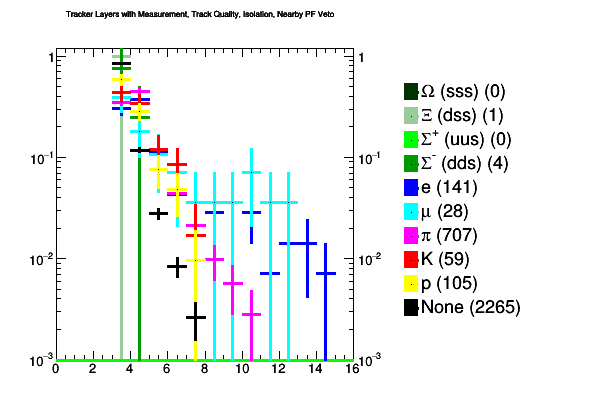 Tracker Layers with Measurement, Track Quality, Isolation, Nearby PF Veto
1
10⁻¹
10⁻²
10⁻³
0 2 4 6 8 10 12 14 16
1
10⁻¹
10⁻²
10⁻³
Ω (sss) (0)
Ξ (dss) (1)
Σ⁺ (uus) (0)
Σ⁻ (dds) (4)
e (141)
μ (28)
π (707)
K (59)
p (105)
None (2265)